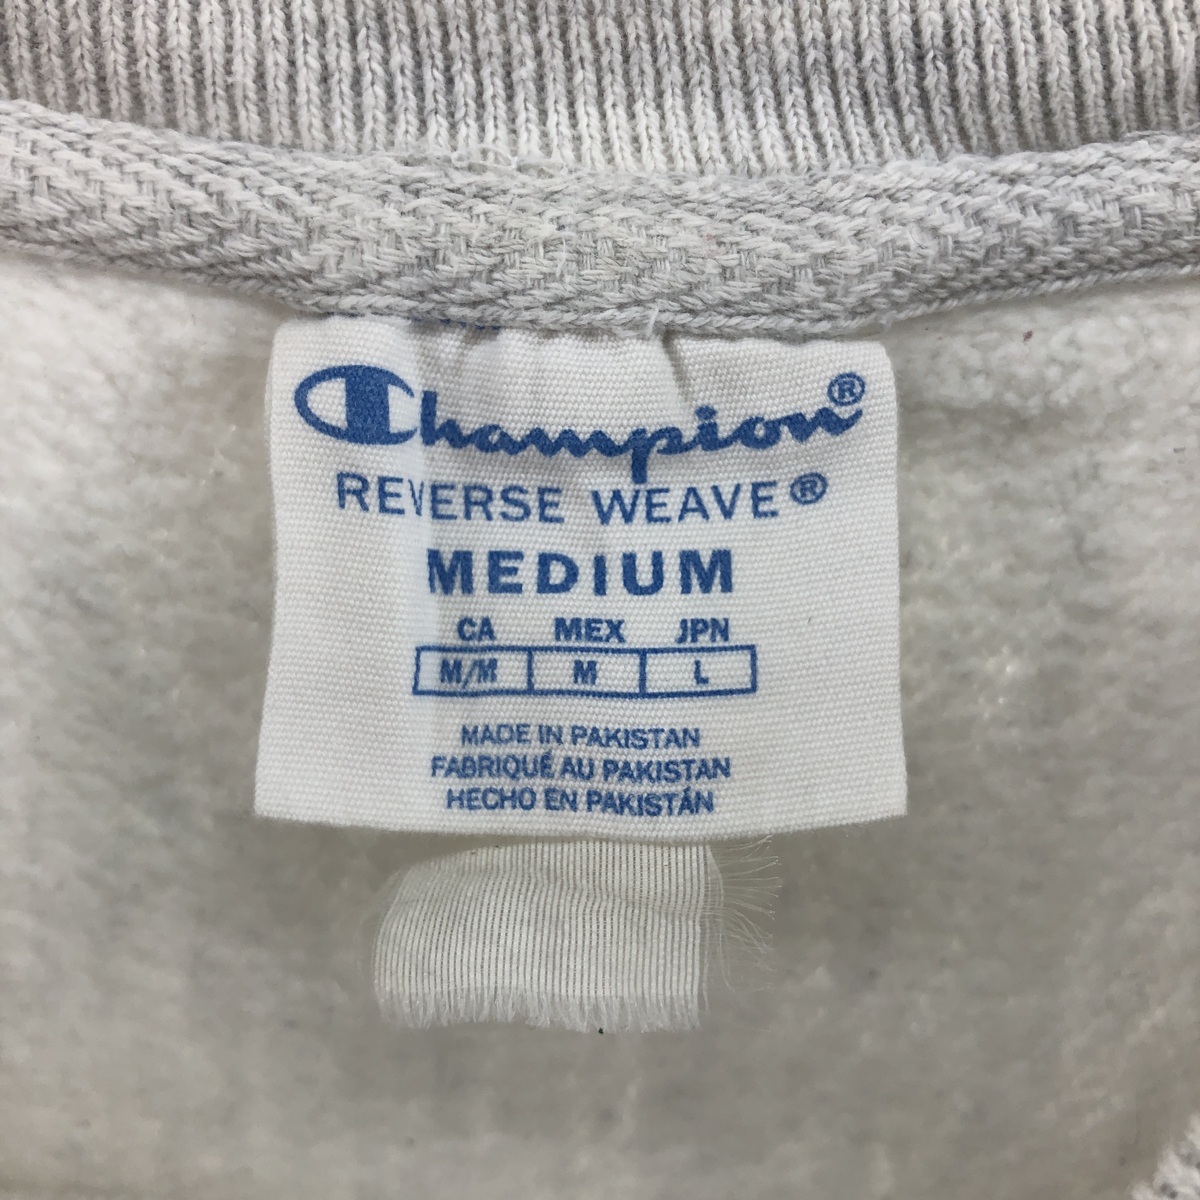 Champion®
REVERSE WEAVE®
MEDIUM
CA MEX JPN
M/M M L
MADE IN PAKISTAN
FABRIQUÉ AU PAKISTAN
HECHO EN PAKISTÁN